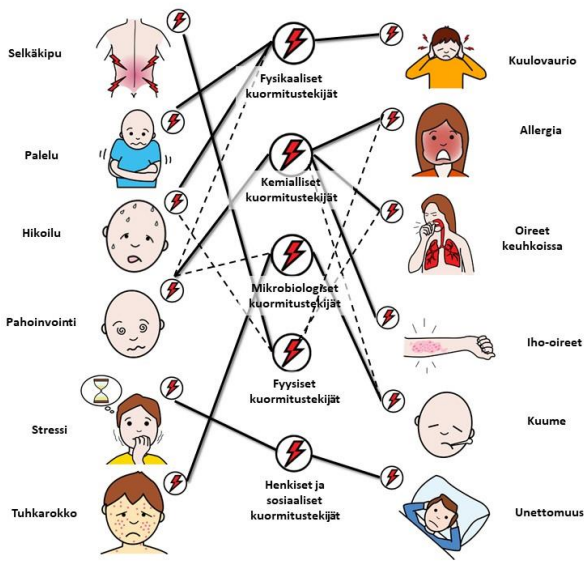 Selkäkipu
Palelu
Hikoilu
Pahoinvointi
Stressi
Tuhkarokko
Fysikaaliset
kuormitustekijät
Kemialliset
kuormitustekijät
Mikrobiologiset
kuormitustekijät
Fyysiset
kuormitustekijät
Henkiset ja
sosiaaliset
kuormitustekijät
Kuulovaurio
Allergia
Oireet
keuhkoissa
Iho-oireet
Kuume
Unettomuus